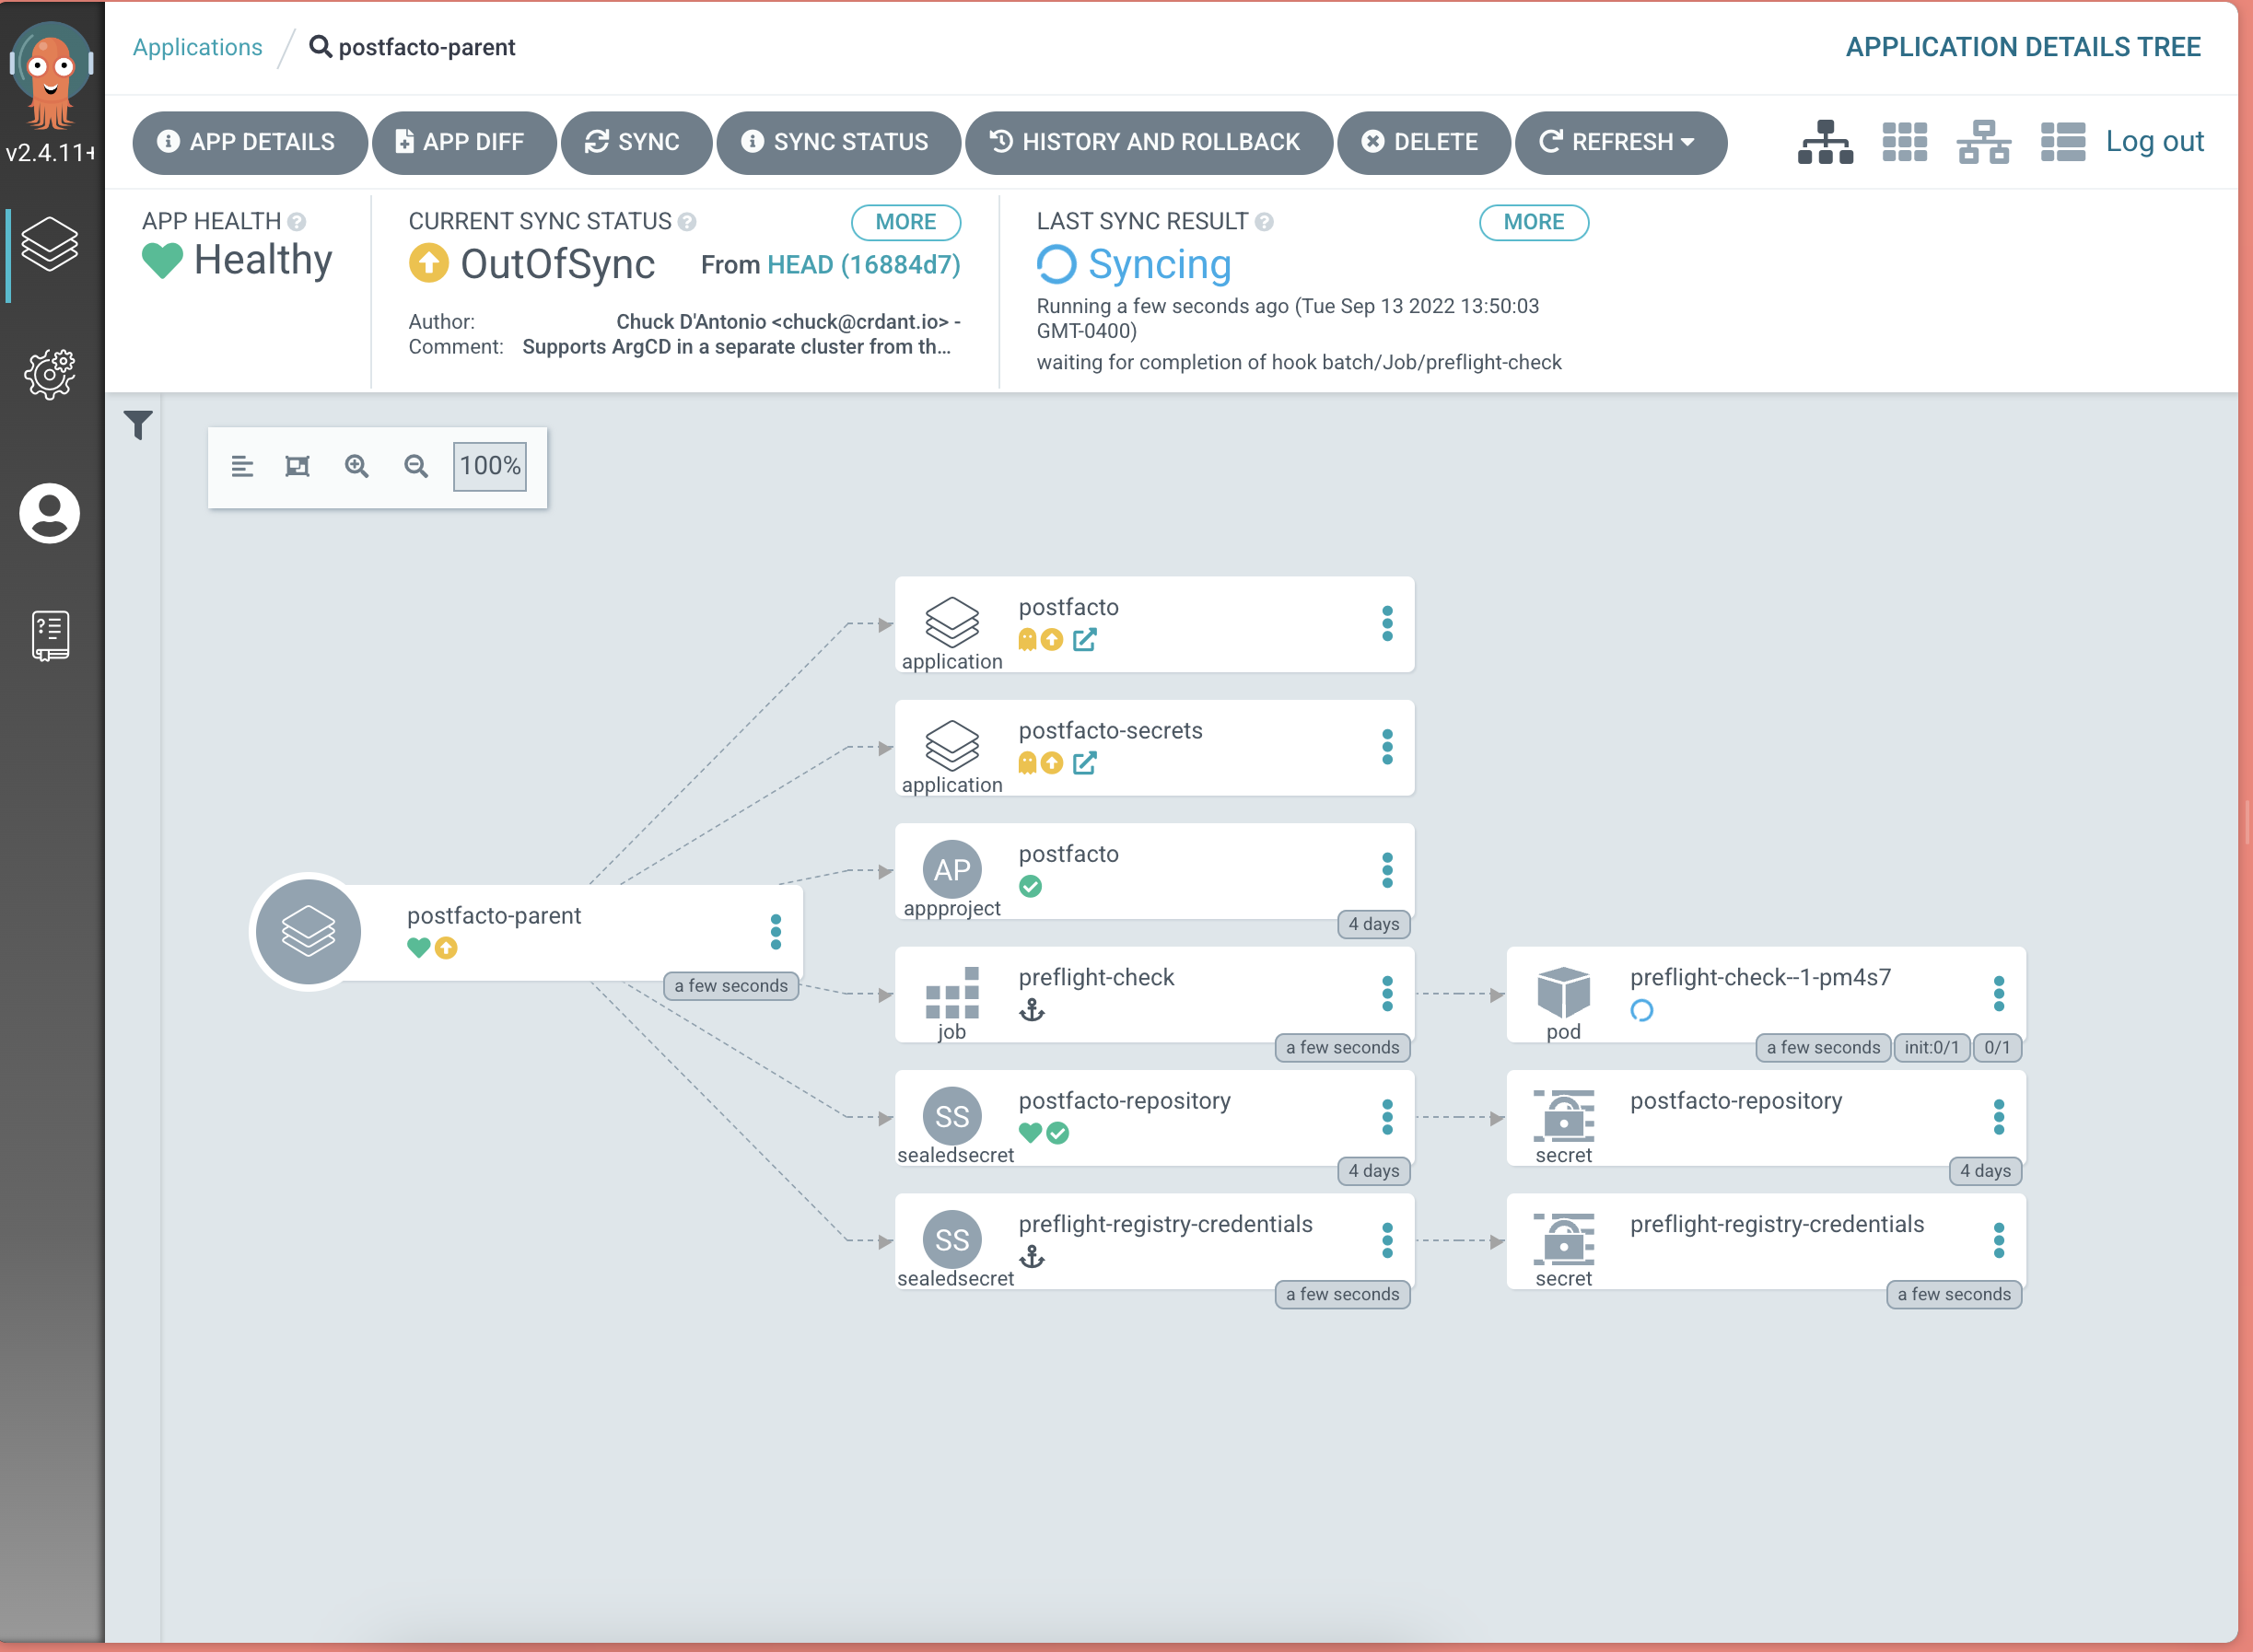 v2.4.11+
Applications
postfacto-parent
APPLICATION DETAILS TREE
APP DETAILS
APP DIFF
SYNC
SYNC STATUS
HISTORY AND ROLLBACK
DELETE
REFRESH
Log out
APP HEALTH
Healthy
CURRENT SYNC STATUS
MORE
OutOfSync
From HEAD (16884d7)
Author: Chuck D'Antonio <chuck@crdant.io> -
Comment: Supports ArgCD in a separate cluster from th...
LAST SYNC RESULT
MORE
Syncing
Running a few seconds ago (Tue Sep 13 2022 13:50:03
GMT-0400)
waiting for completion of hook batch/Job/preflight-check
100%
postfacto
application
postfacto-secrets
application
AP
postfacto
appproject
4 days
postfacto-parent
a few seconds
preflight-check
job
a few seconds
preflight-check--1-pm4s7
pod
a few seconds
init:0/1
0/1
SS
postfacto-repository
sealedsecret
4 days
postfacto-repository
secret
4 days
SS
preflight-registry-credentials
sealedsecret
a few seconds
preflight-registry-credentials
secret
a few seconds